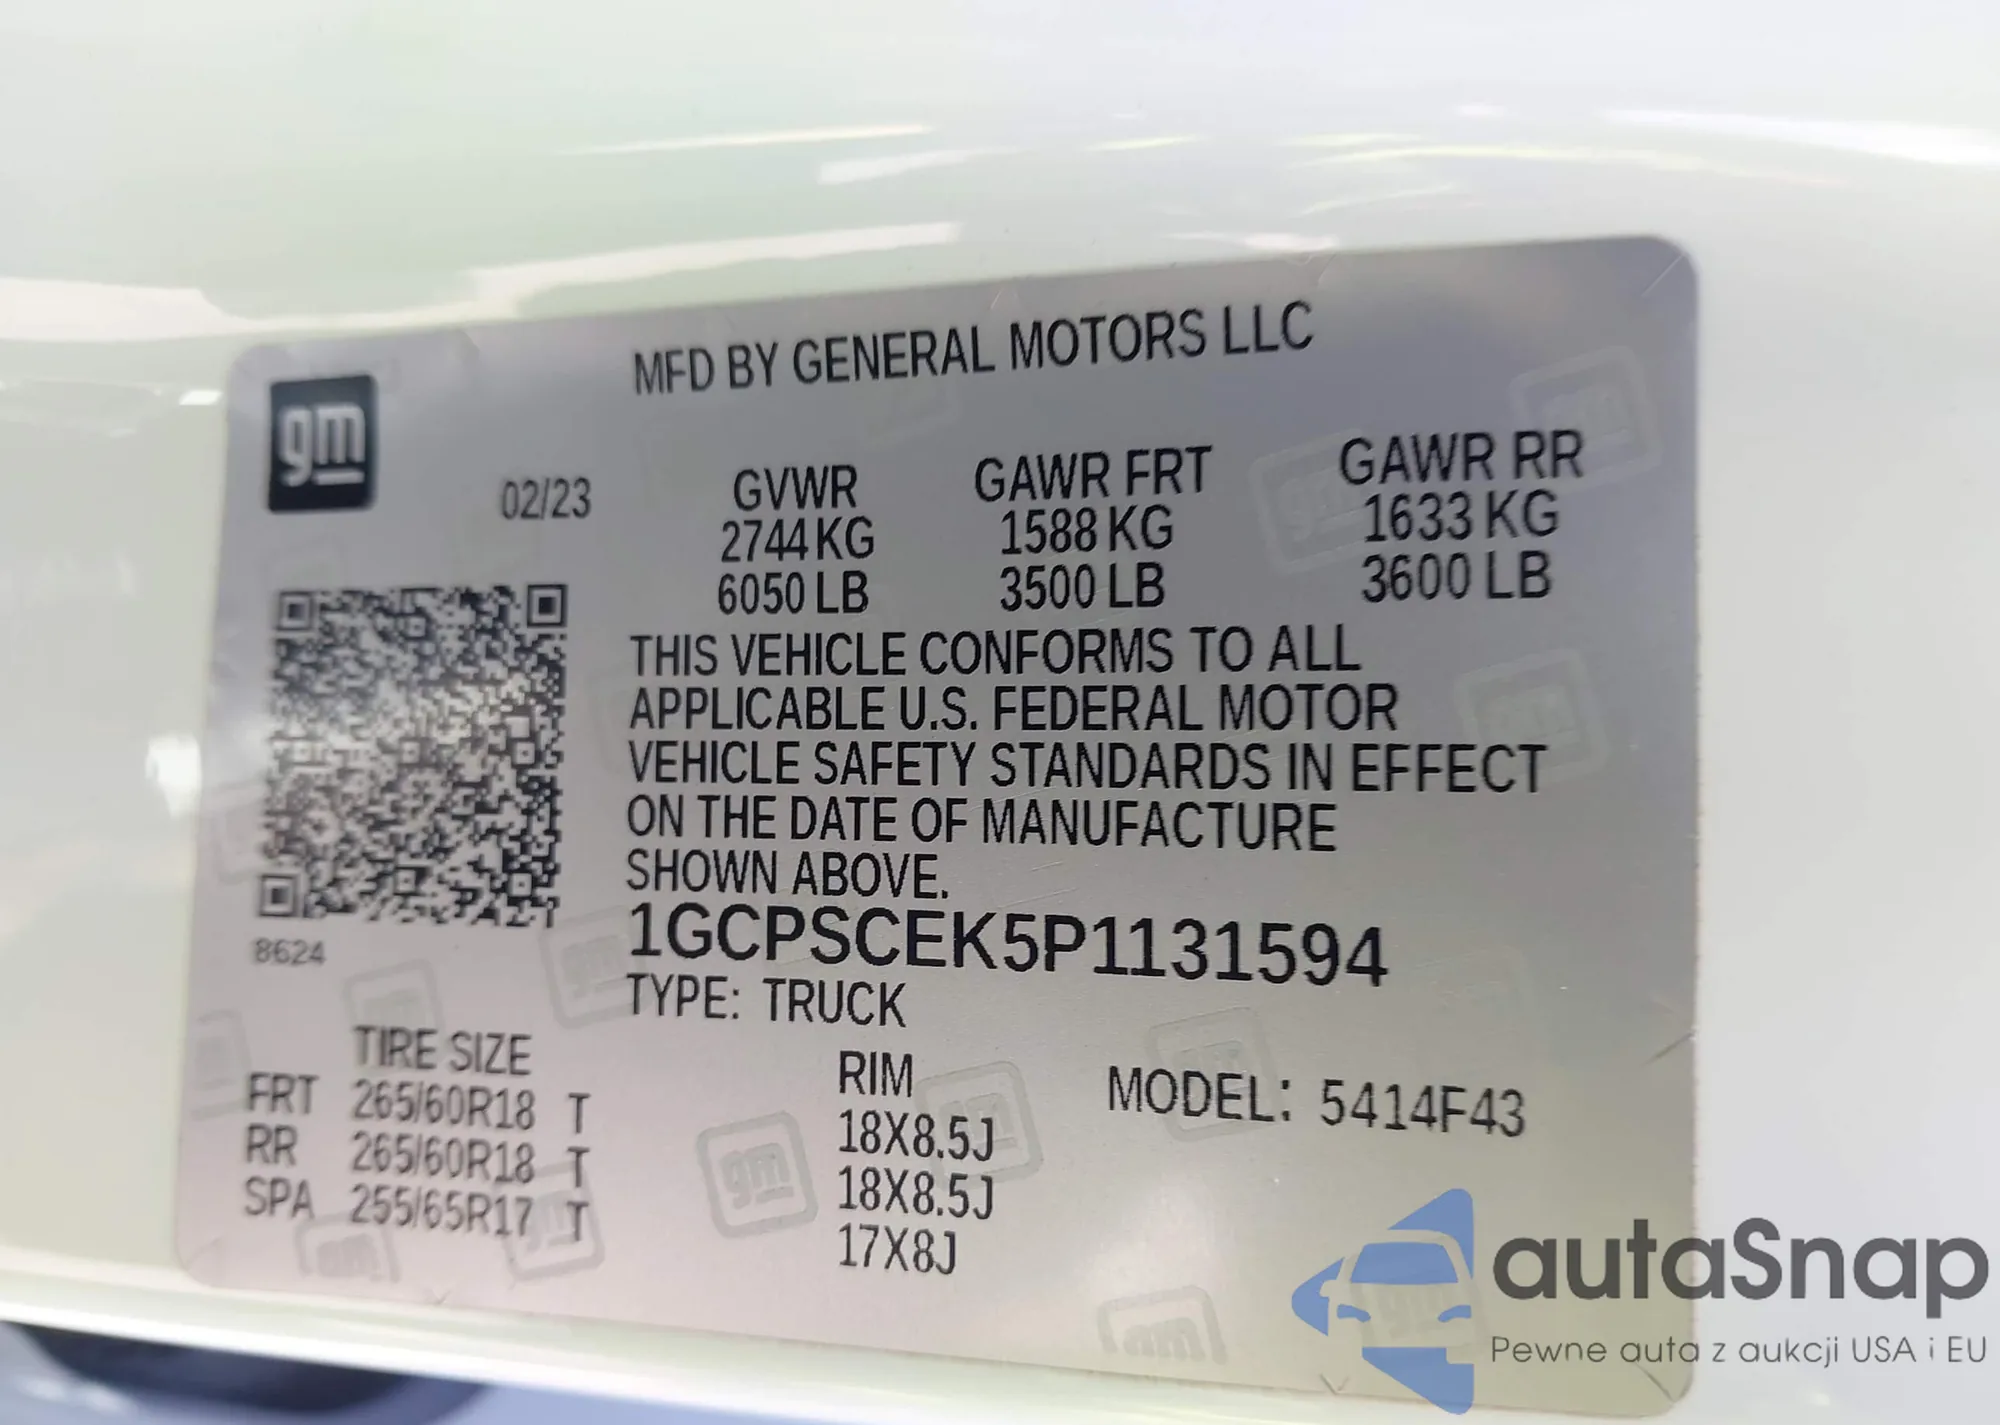 MFD BY GENERAL MOTORS LLC
gm
02/23
GVWR GAWR FRT GAWR RR
2744KG 1588 KG 1633 KG
6050 LB 3500 LB 3600 LB
THIS VEHICLE CONFORMS TO ALL
APPLICABLE U.S. FEDERAL MOTOR
VEHICLE SAFETY STANDARDS IN EFFECT
ON THE DATE OF MANUFACTURE
SHOWN ABOVE.
1GCPSCEK5P1131594
8624
TYPE: TRUCK
TIRE SIZE RIM MODEL: 5414F43
FRT 265/60R18 T 18X8.5J
RR 265/60R18 T 18X8.5J
SPA 255/65R17 T 17X8J
autaSnap
Pewne auta z aukcji USA i EU